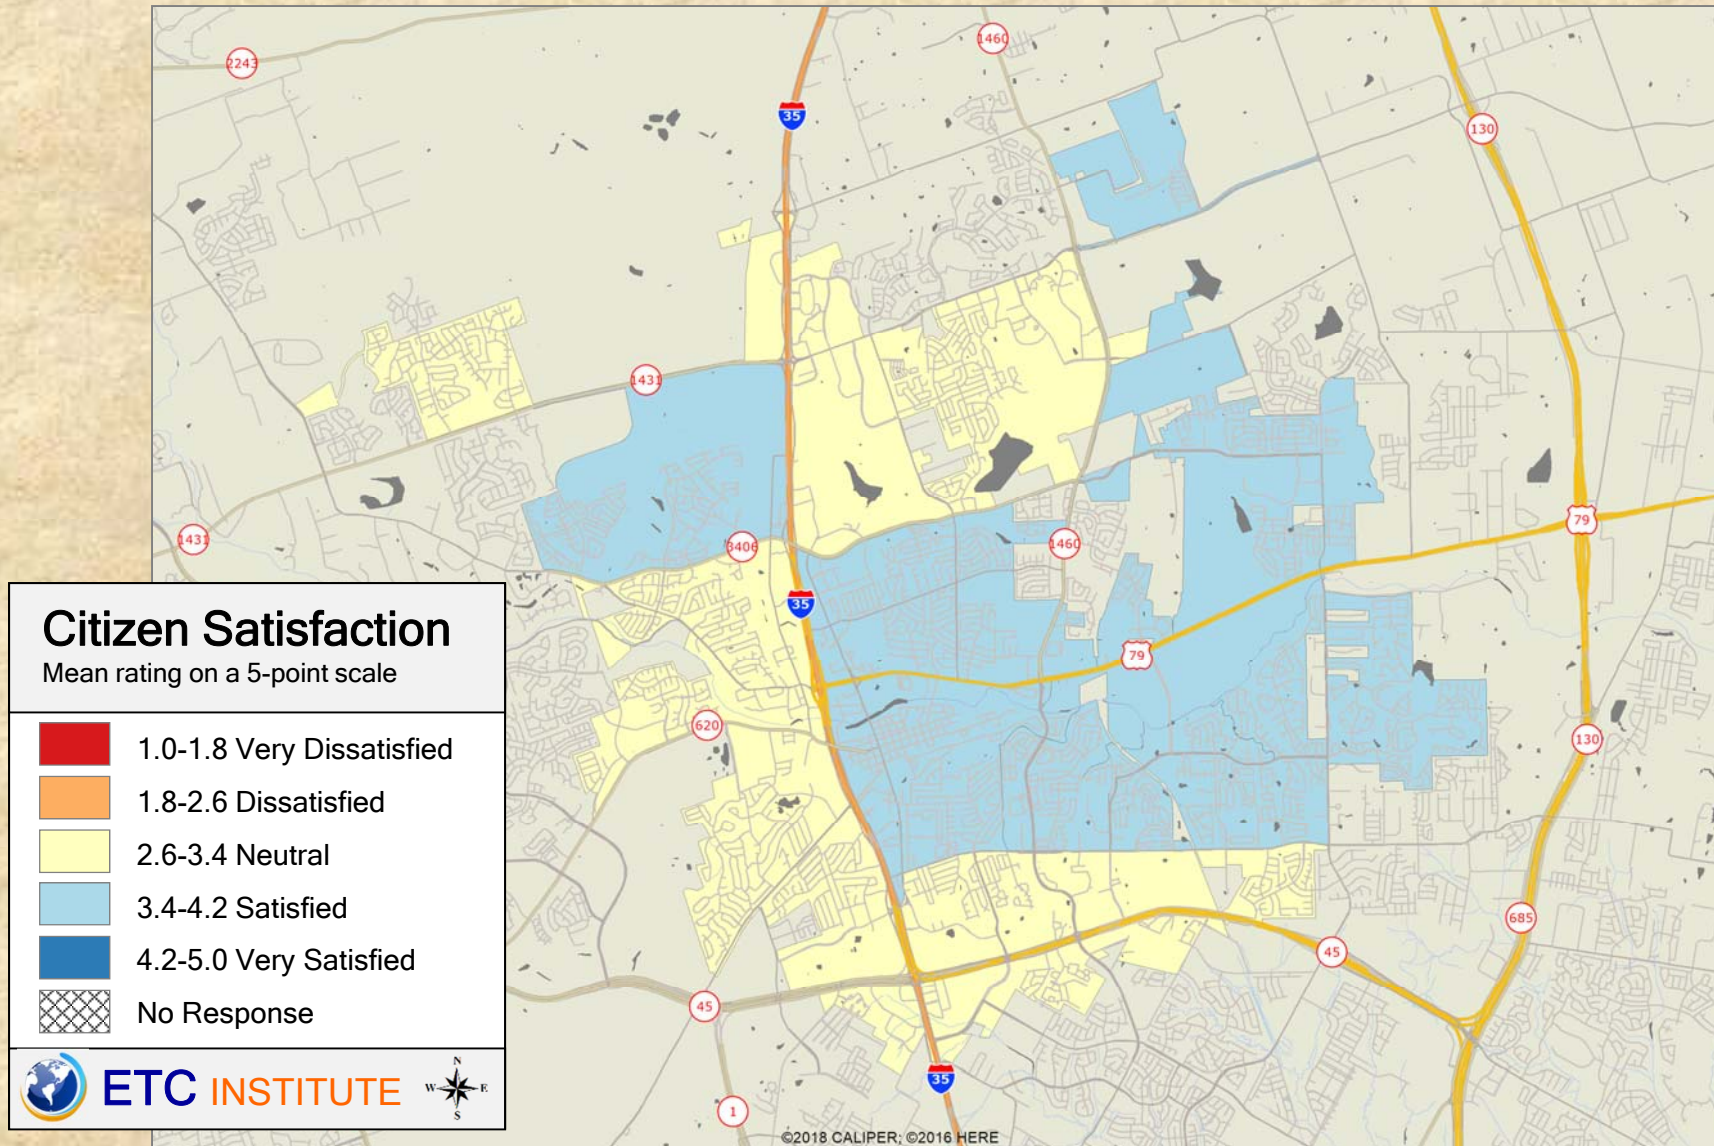 2243
1460
35
130
1431
1431
3406
1460
79
35
79
620
130
685
45
45
35
1
Citizen Satisfaction
Mean rating on a 5-point scale
1.0-1.8 Very Dissatisfied
1.8-2.6 Dissatisfied
2.6-3.4 Neutral
3.4-4.2 Satisfied
4.2-5.0 Very Satisfied
No Response
ETC INSTITUTE
N
W E
S
©2018 CALIPER; ©2016 HERE